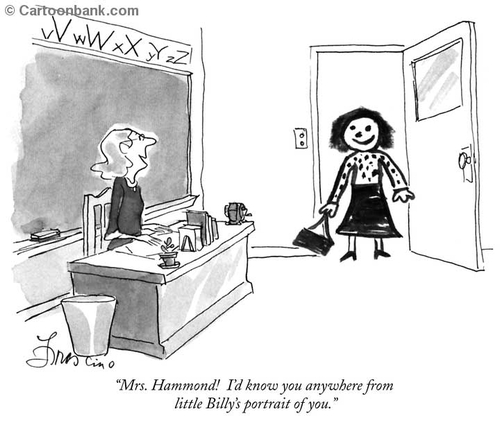 © Cartoonbank.com
vVwWxXyYzZ
Frascino
"Mrs. Hammond! I'd know you anywhere from
little Billy's portrait of you."